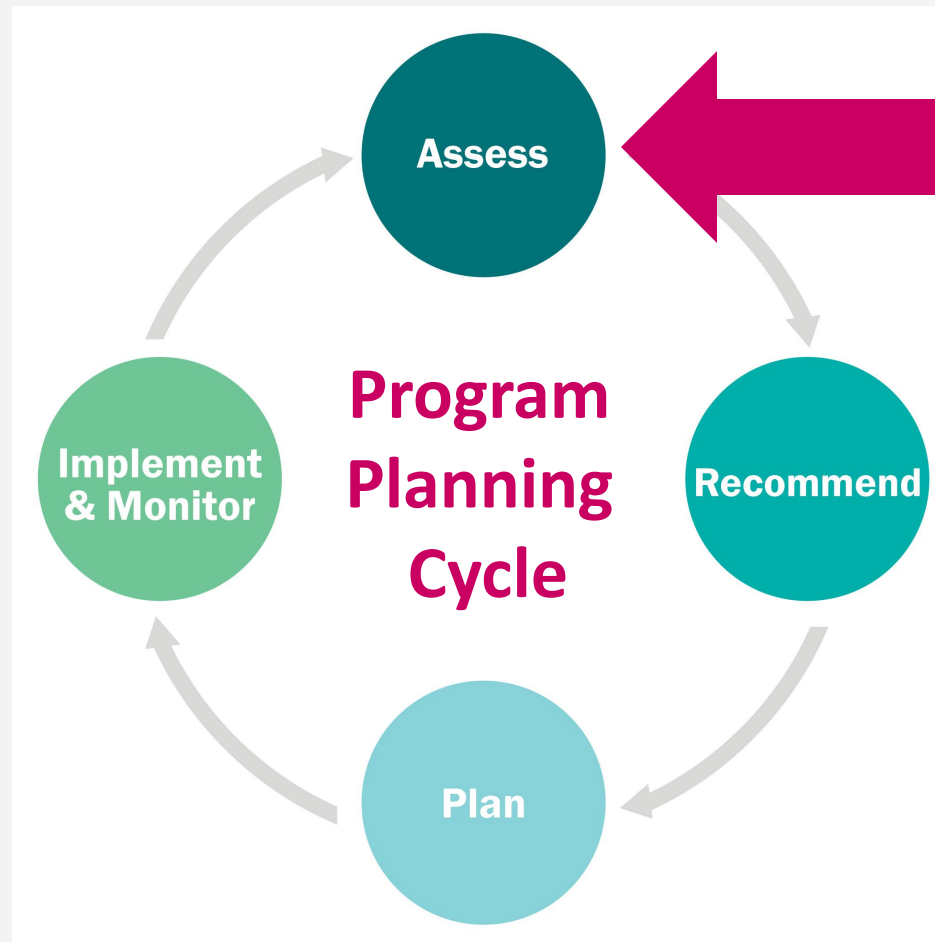 Assess
Program
Planning
Cycle
Implement
& Monitor
Recommend
Plan